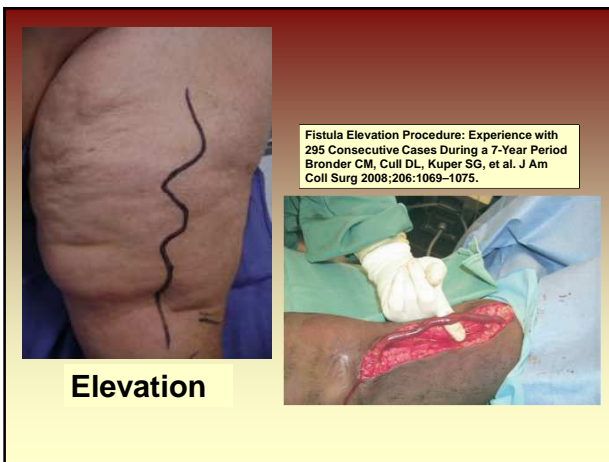 Fistula Elevation Procedure: Experience with
295 Consecutive Cases During a 7-Year Period
Bronder CM, Cull DL, Kuper SG, et al. J Am
Coll Surg 2008;206:1069–1075.
Elevation